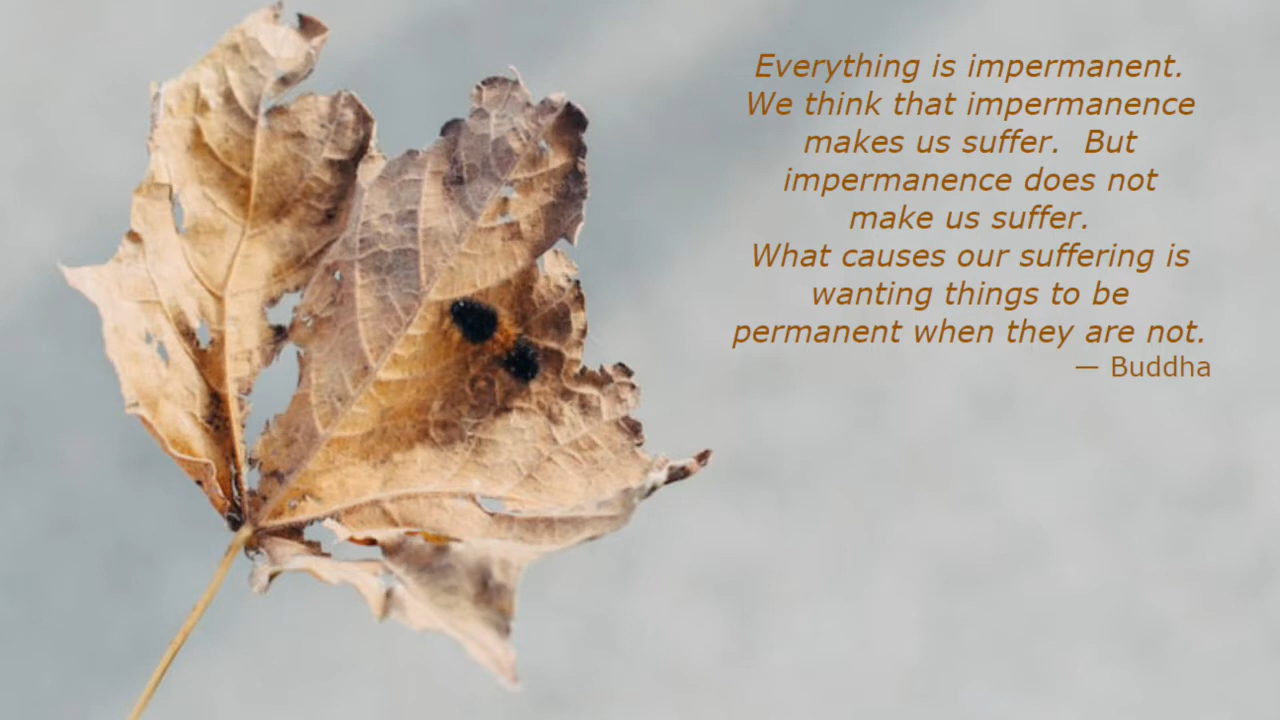 Everything is impermanent.
We think that impermanence
makes us suffer.  But
impermanence does not
make us suffer.
What causes our suffering is
wanting things to be
permanent when they are not.
— Buddha